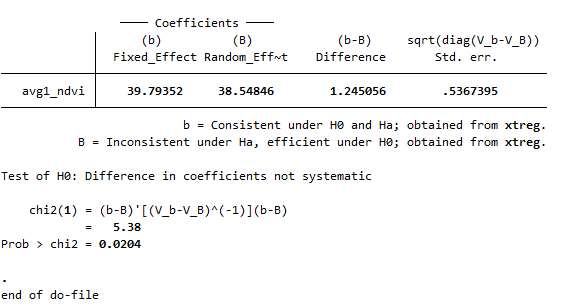 Coefficients
(b) (B) (b-B) sqrt(diag(V_b-V_B))
Fixed_Effect Random_Eff~t Difference Std. err.
avg1_ndvi 39.79352 38.54846 1.245056 .5367395
b = Consistent under H0 and Ha; obtained from xtreg.
B = Inconsistent under Ha, efficient under H0; obtained from xtreg.
Test of H0: Difference in coefficients not systematic
chi2(1) = (b-B)'[(V_b-V_B)^(-1)](b-B)
= 5.38
Prob > chi2 = 0.0204
.
end of do-file